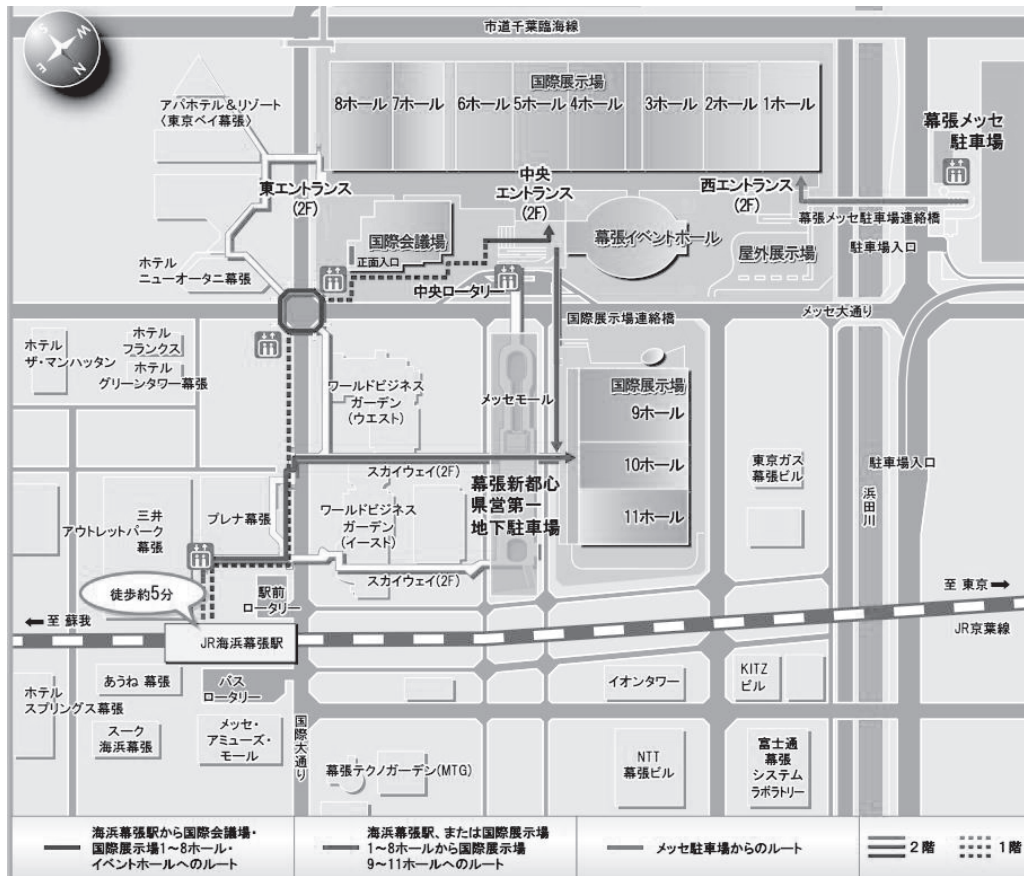 市道千葉臨海線
S
W
E
N
国際展示場
8ホール
7ホール
6ホール
5ホール
4ホール
3ホール
2ホール
1ホール
アパホテル&リゾート
〈東京ベイ幕張〉
幕張メッセ
駐車場
東エントランス
(2F)
中央
エントランス
(2F)
西エントランス
(2F)
幕張メッセ駐車場連絡橋
国際会議場
正面入口
幕張イベントホール
屋外展示場
駐車場入口
ホテル
ニューオータニ幕張
中央ロータリー
メッセ大通り
国際展示場連絡橋
ホテル
ザ・マンハッタン
ホテル
フランクス
ホテル
グリーンタワー幕張
ワールドビジネス
ガーデン
(ウエスト)
メッセモール
国際展示場
9ホール
10ホール
11ホール
スカイウェイ(2F)
東京ガス
幕張ビル
駐車場入口
浜田川
三井
アウトレットパーク
幕張
プレナ幕張
ワールドビジネス
ガーデン
(イースト)
幕張新都心
県営第一
地下駐車場
スカイウェイ(2F)
徒歩約5分
駅前
ロータリー
至 蘇我
至 東京
JR海浜幕張駅
JR京葉線
あうね 幕張
バス
ロータリー
イオンタワー
KITZ
ビル
ホテル
スプリングス幕張
スーク
海浜幕張
メッセ・
アミューズ・
モール
国際大通り
幕張テクノガーデン(MTG)
NTT
幕張ビル
富士通
幕張
システム
ラボラトリー
海浜幕張駅から国際会議場・
国際展示場1~8ホール・
イベントホールへのルート
海浜幕張駅、または国際展示場
1~8ホールから国際展示場
9~11ホールへのルート
メッセ駐車場からのルート
2階
1階